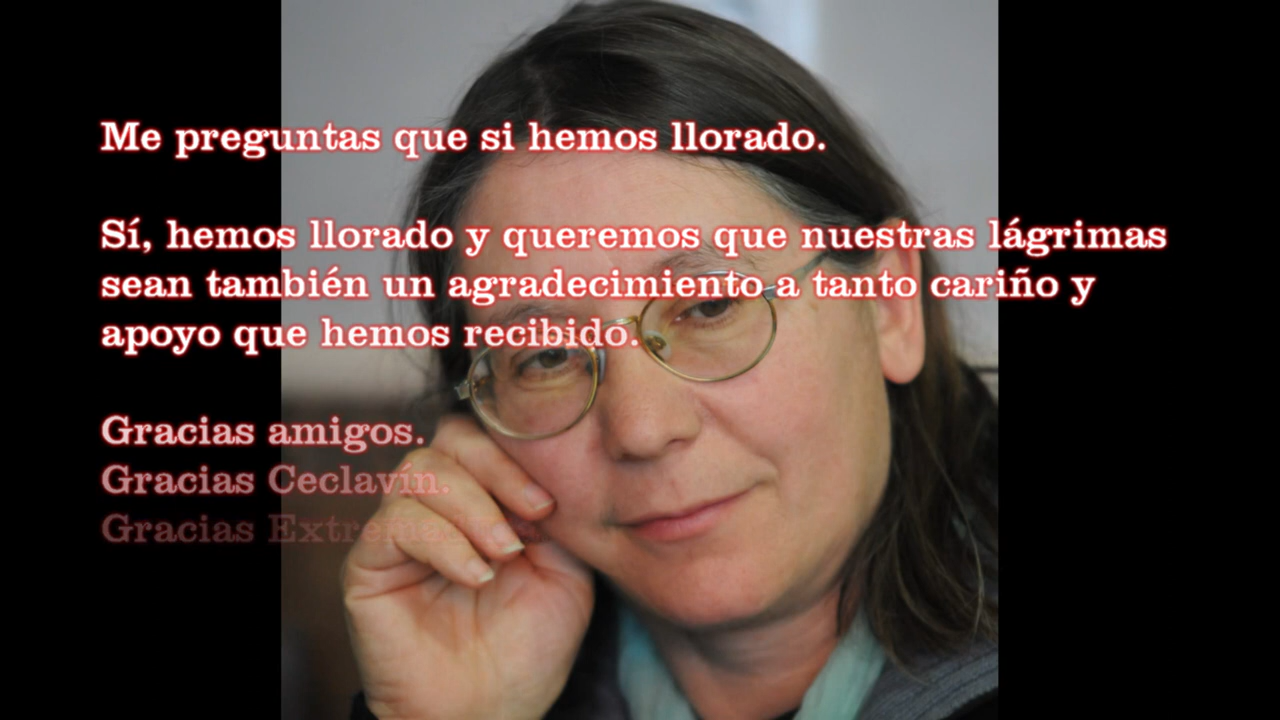 Me preguntas que si hemos llorado.
Sí, hemos llorado y queremos que nuestras lágrimas
sean también un agradecimiento a tanto cariño y
apoyo que hemos recibido.
Gracias amigos.
Gracias Ceclavín.
Gracias Extremadura.